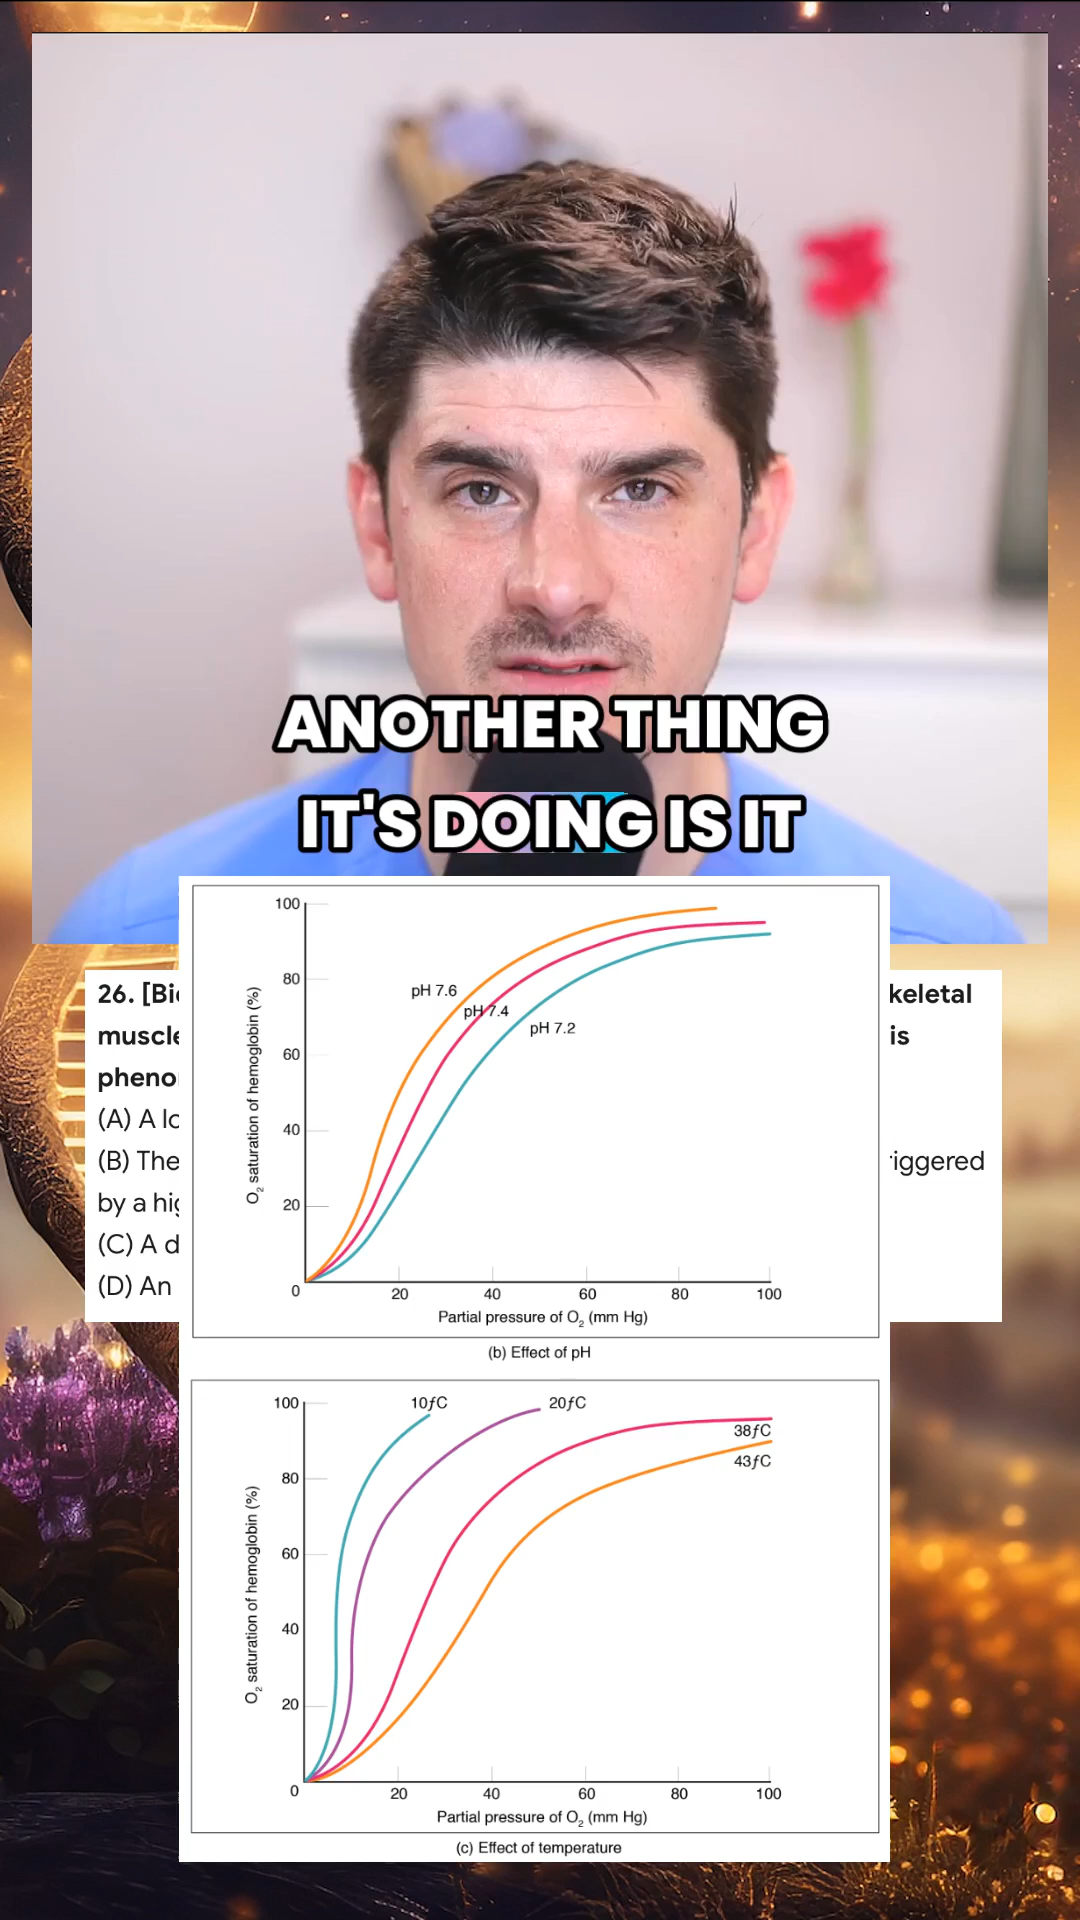 ANOTHER THING
IT'S DOING IS IT
26. [Bi
keletal
muscle
is
pheno
(A) A lo
(B) The
riggered
by a hig
(C) A d
(D) An
100
80
60
40
20
0
20
40
60
80
100
O₂ saturation of hemoglobin (%)
pH 7.6
pH 7.4
pH 7.2
Partial pressure of O₂ (mm Hg)
(b) Effect of pH
100
80
60
40
20
0
20
40
60
80
100
O₂ saturation of hemoglobin (%)
10ƒC
20ƒC
38ƒC
43ƒC
Partial pressure of O₂ (mm Hg)
(c) Effect of temperature